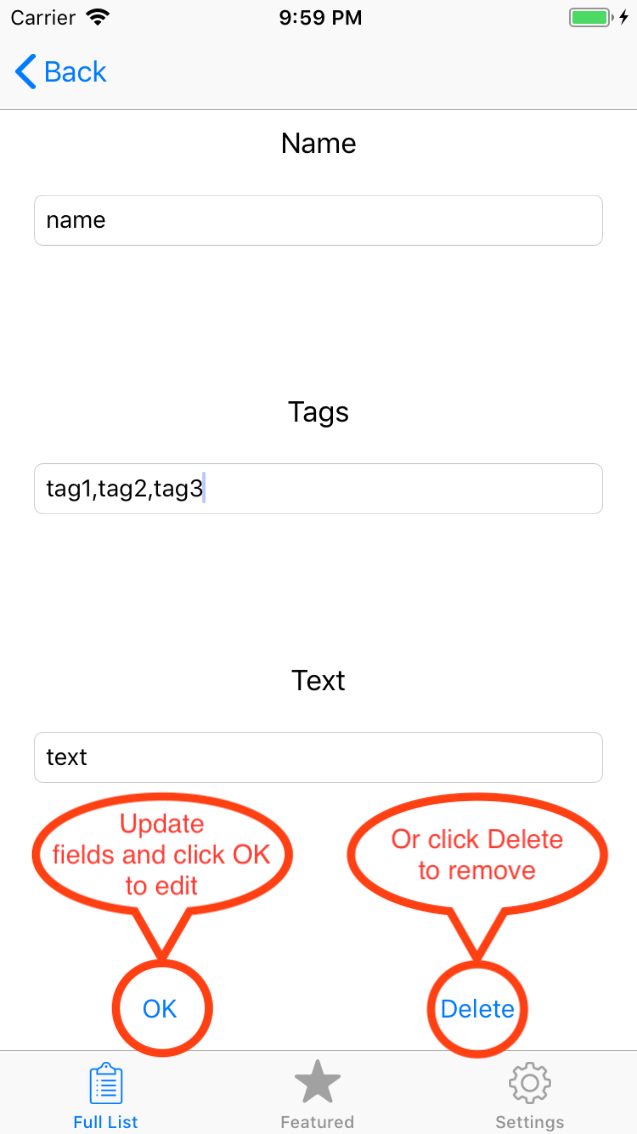 Carrier 9:59 PM
Back
Name
name
Tags
tag1,tag2,tag3
Text
text
Update
fields and click OK
to edit
Or click Delete
to remove
OK
Delete
Full List
Featured
Settings